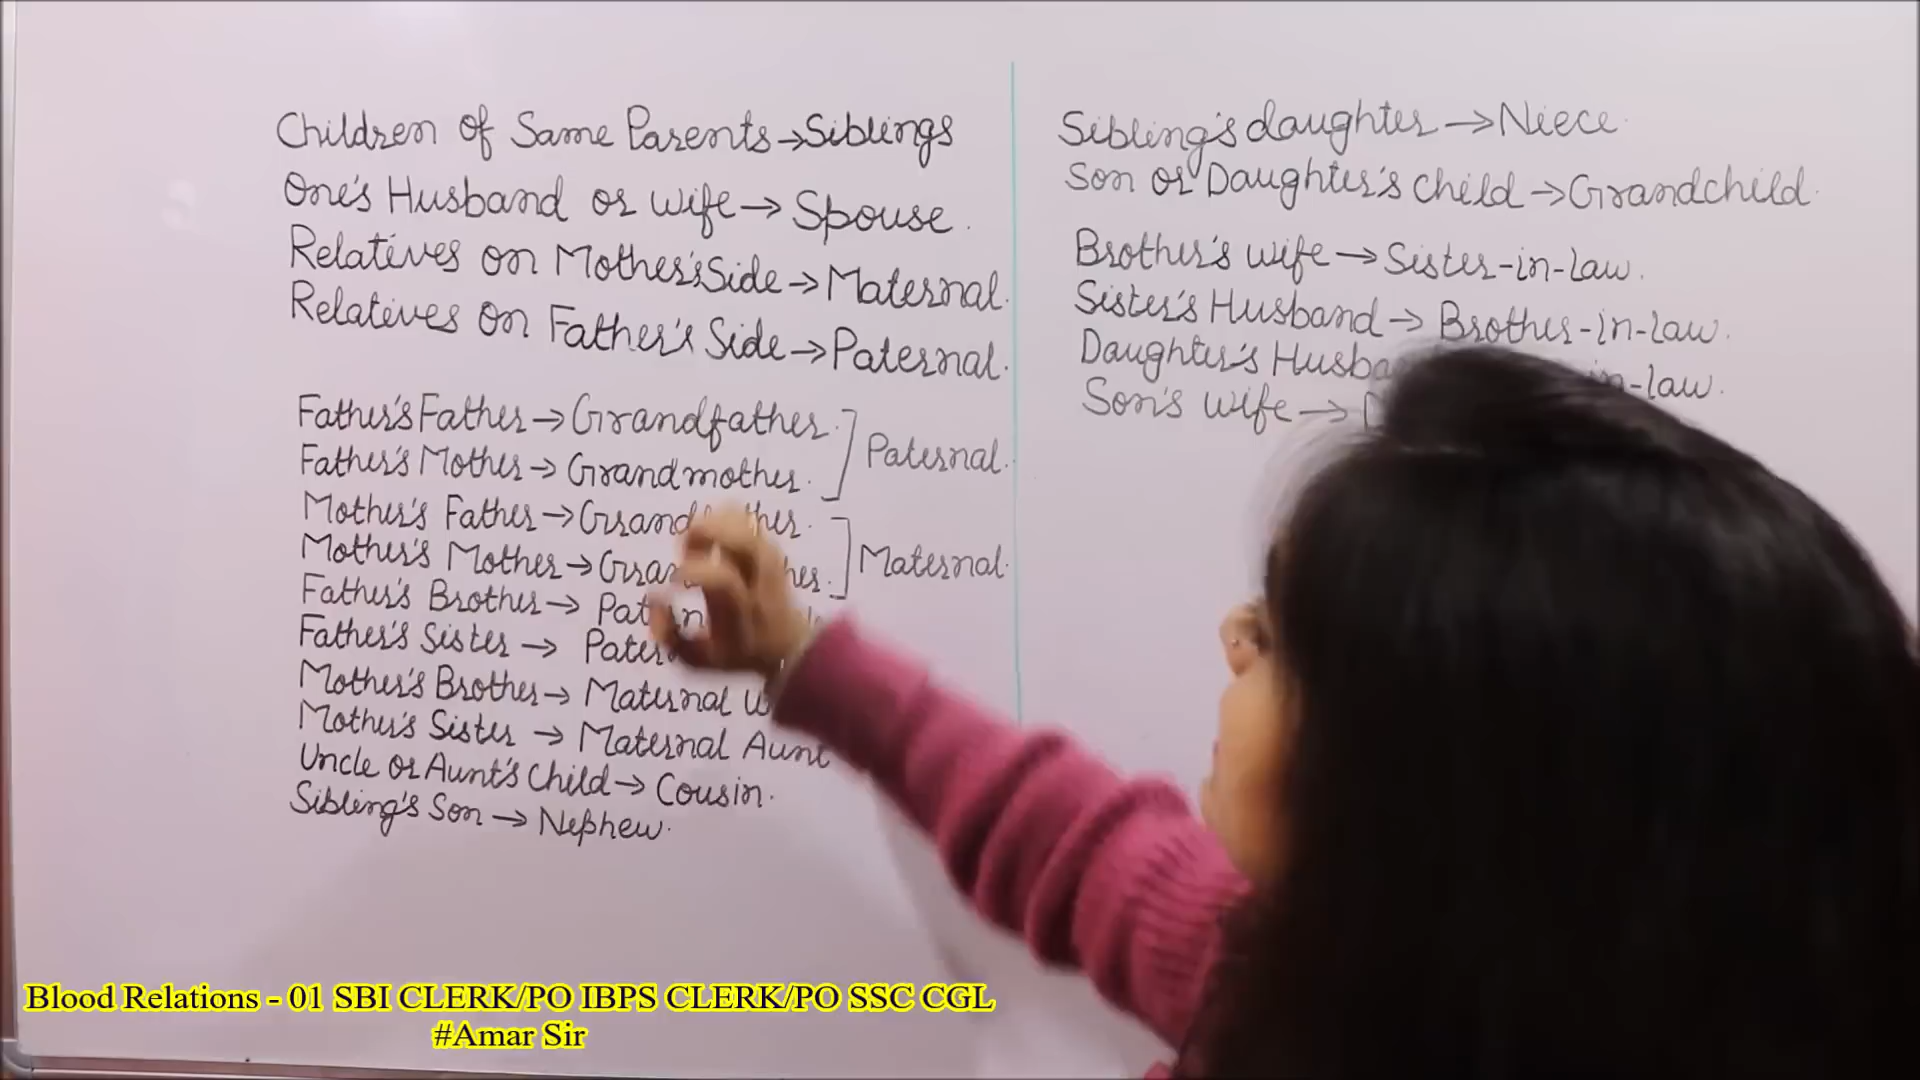 Children of Same Parents→Siblings
One's Husband or wife→ Spouse.
Relatives on Mother's Side→Maternal.
Relatives on Father's Side→Paternal.
Father's Father→Grandfather.
Father's Mother→Grandmother.
Paternal.
Mother's Father→
Mother's Mother→
Maternal.
Father's Brother→
Father's Sister →
Mother's Brother→ Maternal
Mother's Sister → Maternal Aunt
Uncle or Aunt's Child→ Cousin.
Sibling's Son → Nephew.
Sibling's daughter→Niece.
Son or Daughter's child→Grandchild.
Brother's wife→Sister-in-law.
Sister's Husband→ Brother-in-law.
Daughter's in-law.
Son's wife→
Blood Relations - 01 SBI CLERK/PO IBPS CLERK/PO SSC CGL
#Amar Sir